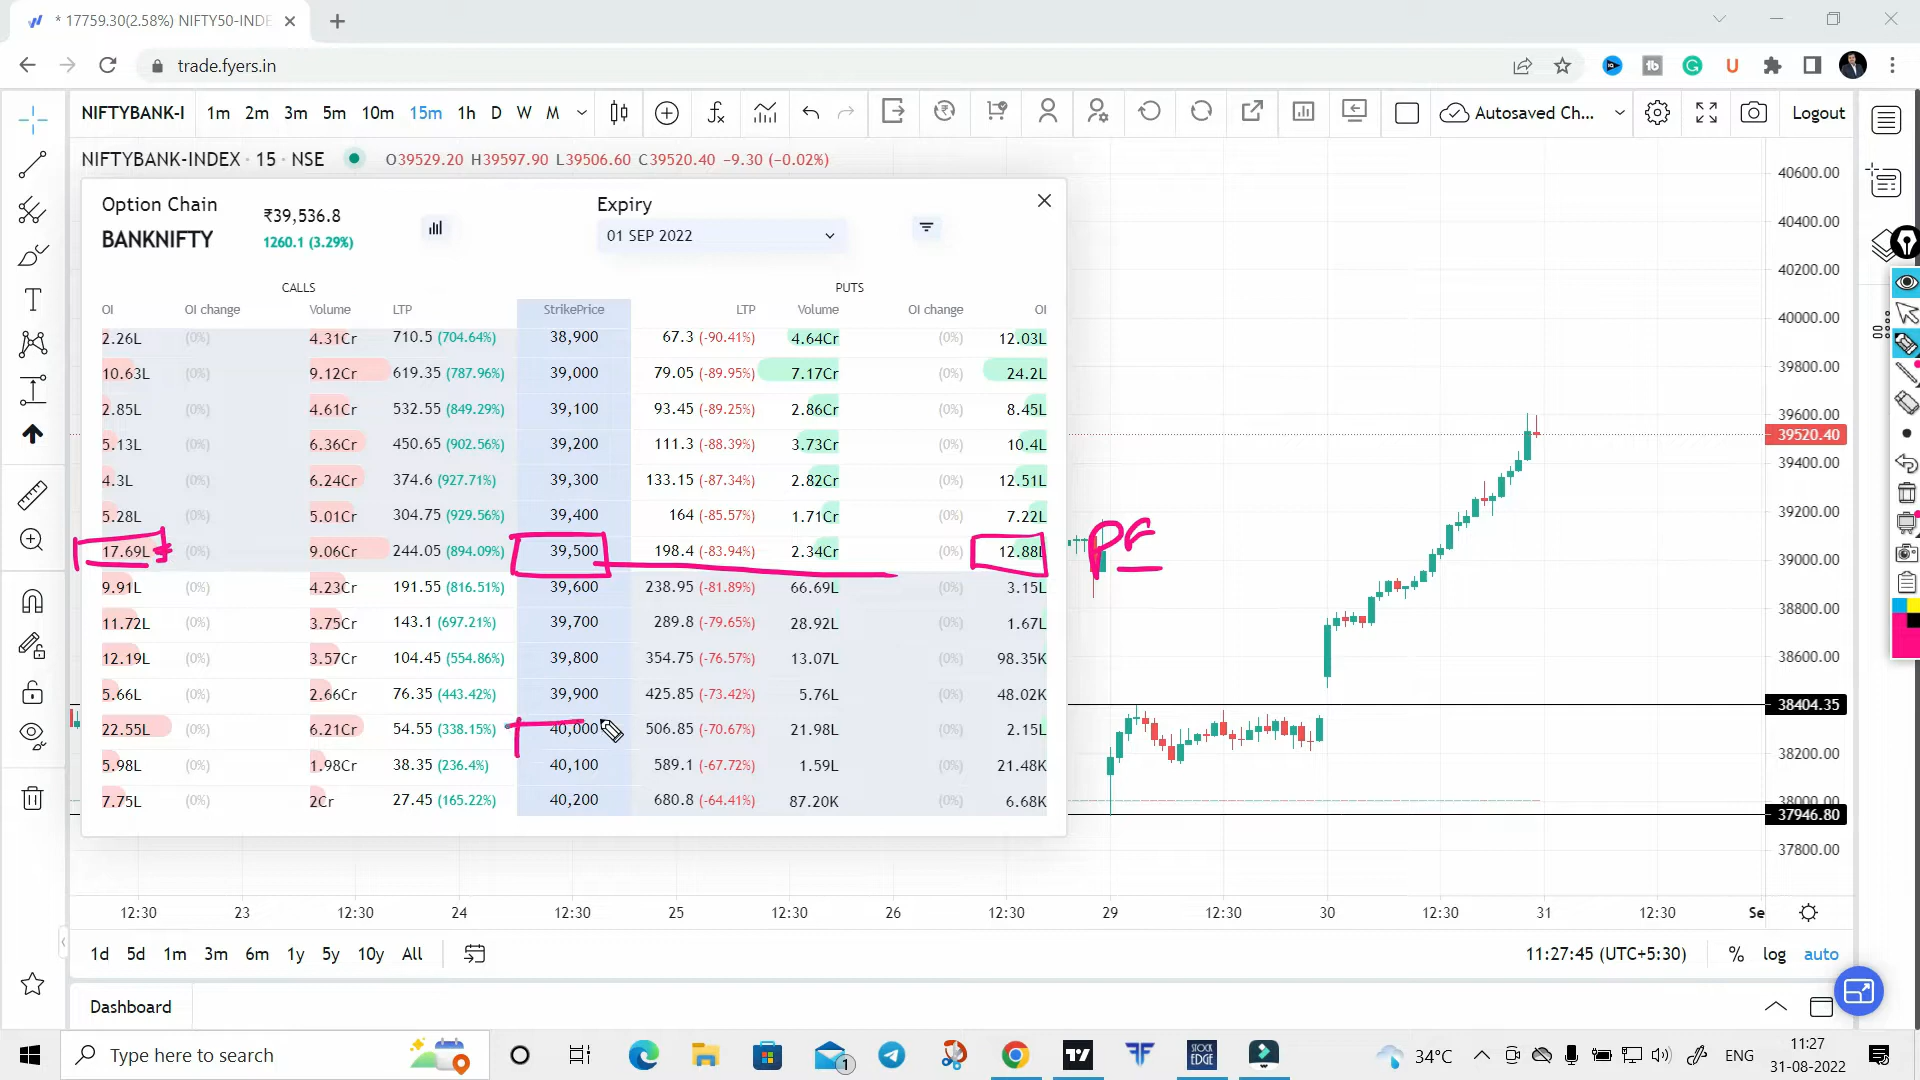 * 17759.30(2.58%) NIFTY50-INDE
trade.fyers.in
NIFTYBANK-I 1m 2m 3m 5m 10m 15m 1h D W M Autosaved Ch... Logout
NIFTYBANK-INDEX · 15 · NSE O39529.20 H39597.90 L39506.60 C39520.40 −9.30 (−0.02%)
Option Chain ₹39,536.8 Expiry
BANKNIFTY 1260.1 (3.29%) 01 SEP 2022
CALLS PUTS
OI OI change Volume LTP StrikePrice LTP Volume OI change OI
2.26L (0%) 4.31Cr 710.5 (704.64%) 38,900 67.3 (-90.41%) 4.64Cr (0%) 12.03L
10.63L (0%) 9.12Cr 619.35 (787.96%) 39,000 79.05 (-89.95%) 7.17Cr (0%) 24.2L
2.85L (0%) 4.61Cr 532.55 (849.29%) 39,100 93.45 (-89.25%) 2.86Cr (0%) 8.45L
5.13L (0%) 6.36Cr 450.65 (902.56%) 39,200 111.3 (-88.39%) 3.73Cr (0%) 10.4L
4.3L (0%) 6.24Cr 374.6 (927.71%) 39,300 133.15 (-87.34%) 2.82Cr (0%) 12.51L
5.28L (0%) 5.01Cr 304.75 (929.56%) 39,400 164 (-85.57%) 1.71Cr (0%) 7.22L
17.69L (0%) 9.06Cr 244.05 (894.09%) 39,500 198.4 (-83.94%) 2.34Cr (0%) 12.88L
9.91L (0%) 4.23Cr 191.55 (816.51%) 39,600 238.95 (-81.89%) 66.69L (0%) 3.15L
11.72L (0%) 3.75Cr 143.1 (697.21%) 39,700 289.8 (-79.65%) 28.92L (0%) 1.67L
12.19L (0%) 3.57Cr 104.45 (554.86%) 39,800 354.75 (-76.57%) 13.07L (0%) 98.35K
5.66L (0%) 2.66Cr 76.35 (443.42%) 39,900 425.85 (-73.42%) 5.76L (0%) 48.02K
22.55L (0%) 6.21Cr 54.55 (338.15%) 40,000 506.85 (-70.67%) 21.98L (0%) 2.15L
5.98L (0%) 1.98Cr 38.35 (236.4%) 40,100 589.1 (-67.72%) 1.59L (0%) 21.48K
7.75L (0%) 2Cr 27.45 (165.22%) 40,200 680.8 (-64.41%) 87.20K (0%) 6.68K
40600.00
40400.00
40200.00
40000.00
39800.00
39600.00
39520.40
39400.00
39200.00
39000.00
38800.00
38600.00
38404.35
38200.00
38000.00
37946.80
37800.00
12:30 23 12:30 24 12:30 25 12:30 26 12:30 29 12:30 30 12:30 31 12:30 Se
1d 5d 1m 3m 6m 1y 5y 10y All 11:27:45 (UTC+5:30) % log auto
Dashboard
Type here to search 1 STOCK EDGE 34°C ENG 11:27
31-08-2022